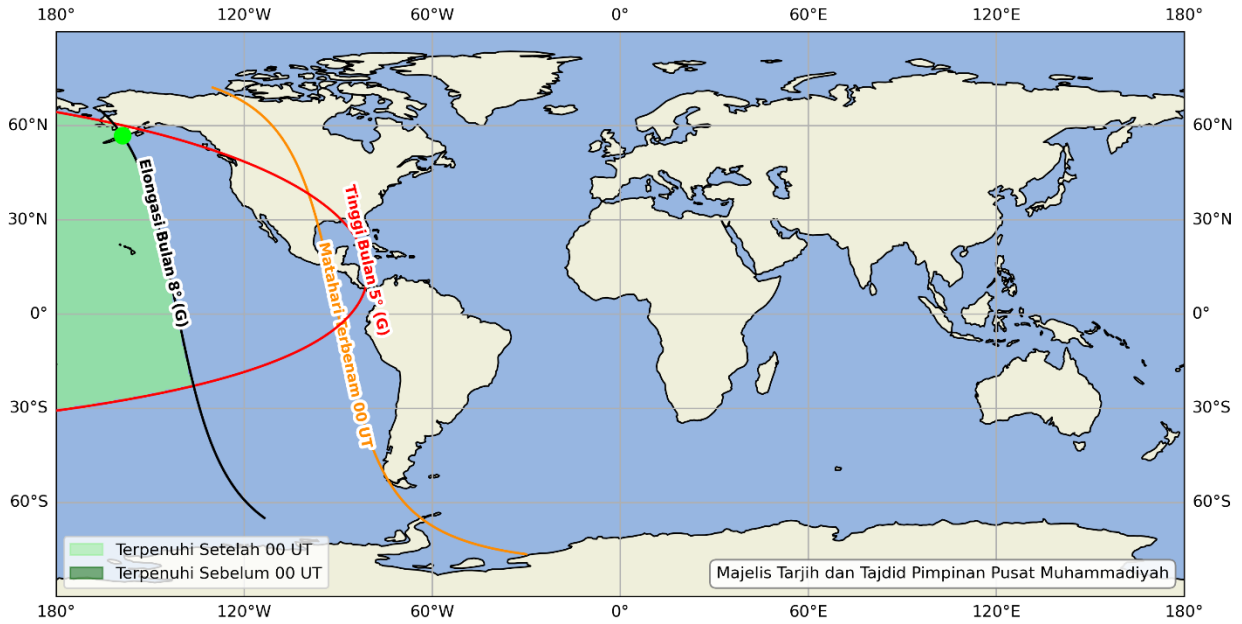 180° 120°W 60°W 0° 60°E 120°E 180°
60°N 60°N
30°N 30°N
0° 0°
30°S 30°S
60°S 60°S
Elongasi Bulan 8° (G)
Tinggi Bulan 5° (G)
Matahari Terbenam 00 UT
Terpenuhi Setelah 00 UT
Terpenuhi Sebelum 00 UT
Majelis Tarjih dan Tajdid Pimpinan Pusat Muhammadiyah
180° 120°W 60°W 0° 60°E 120°E 180°